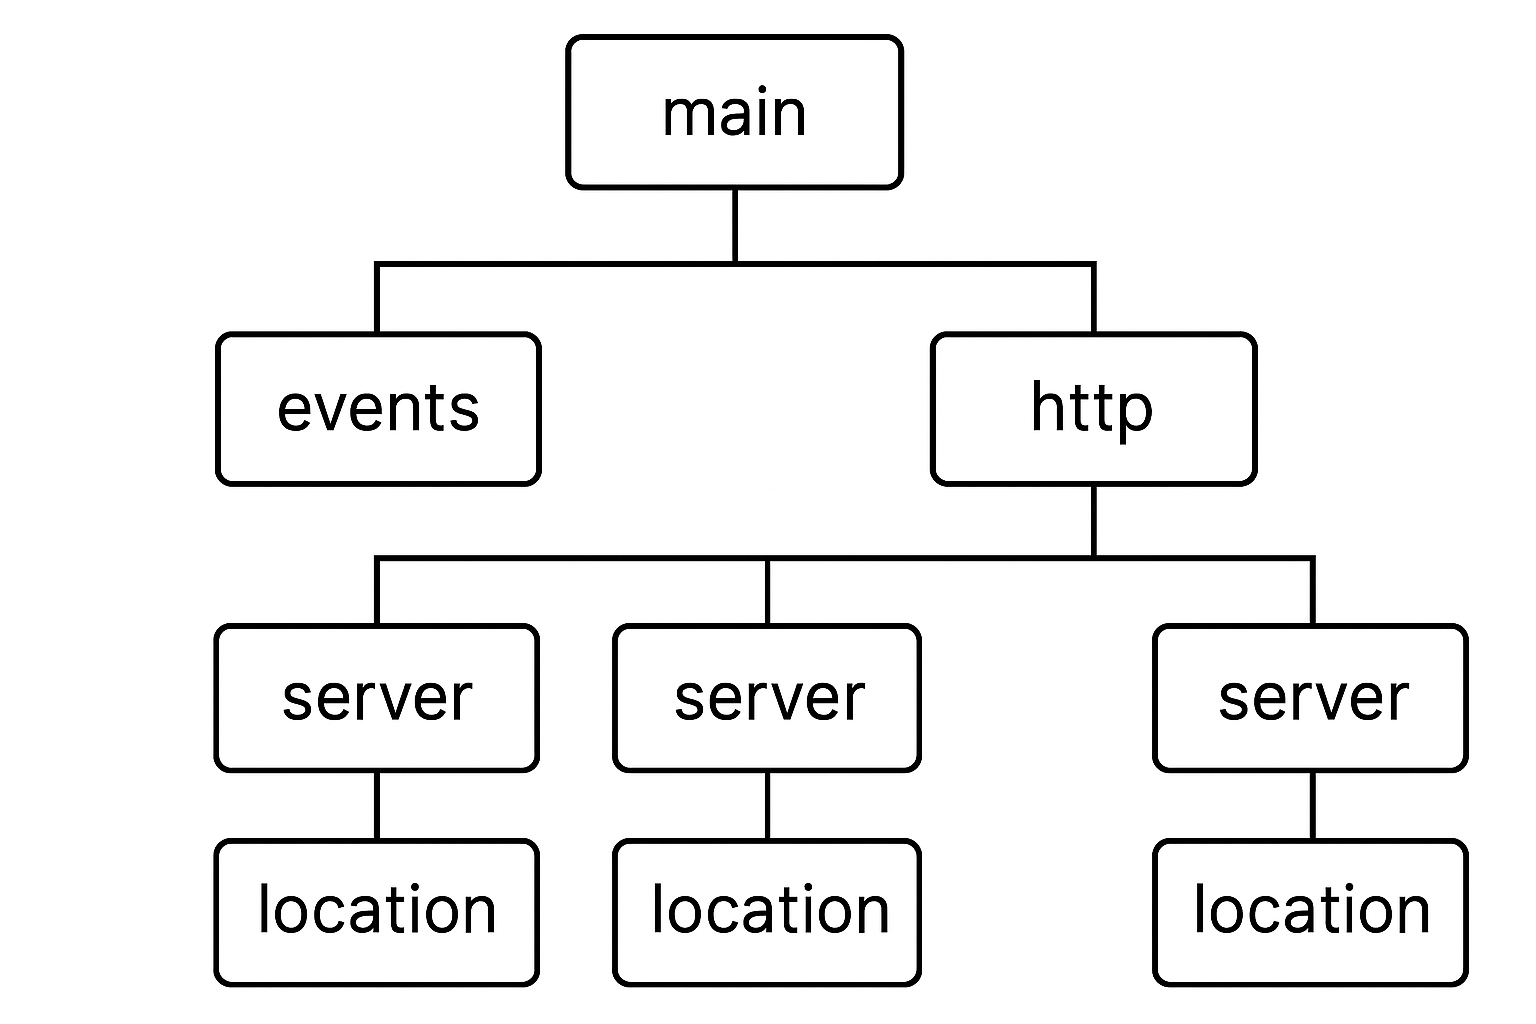 main
events
http
server
server
server
location
location
location